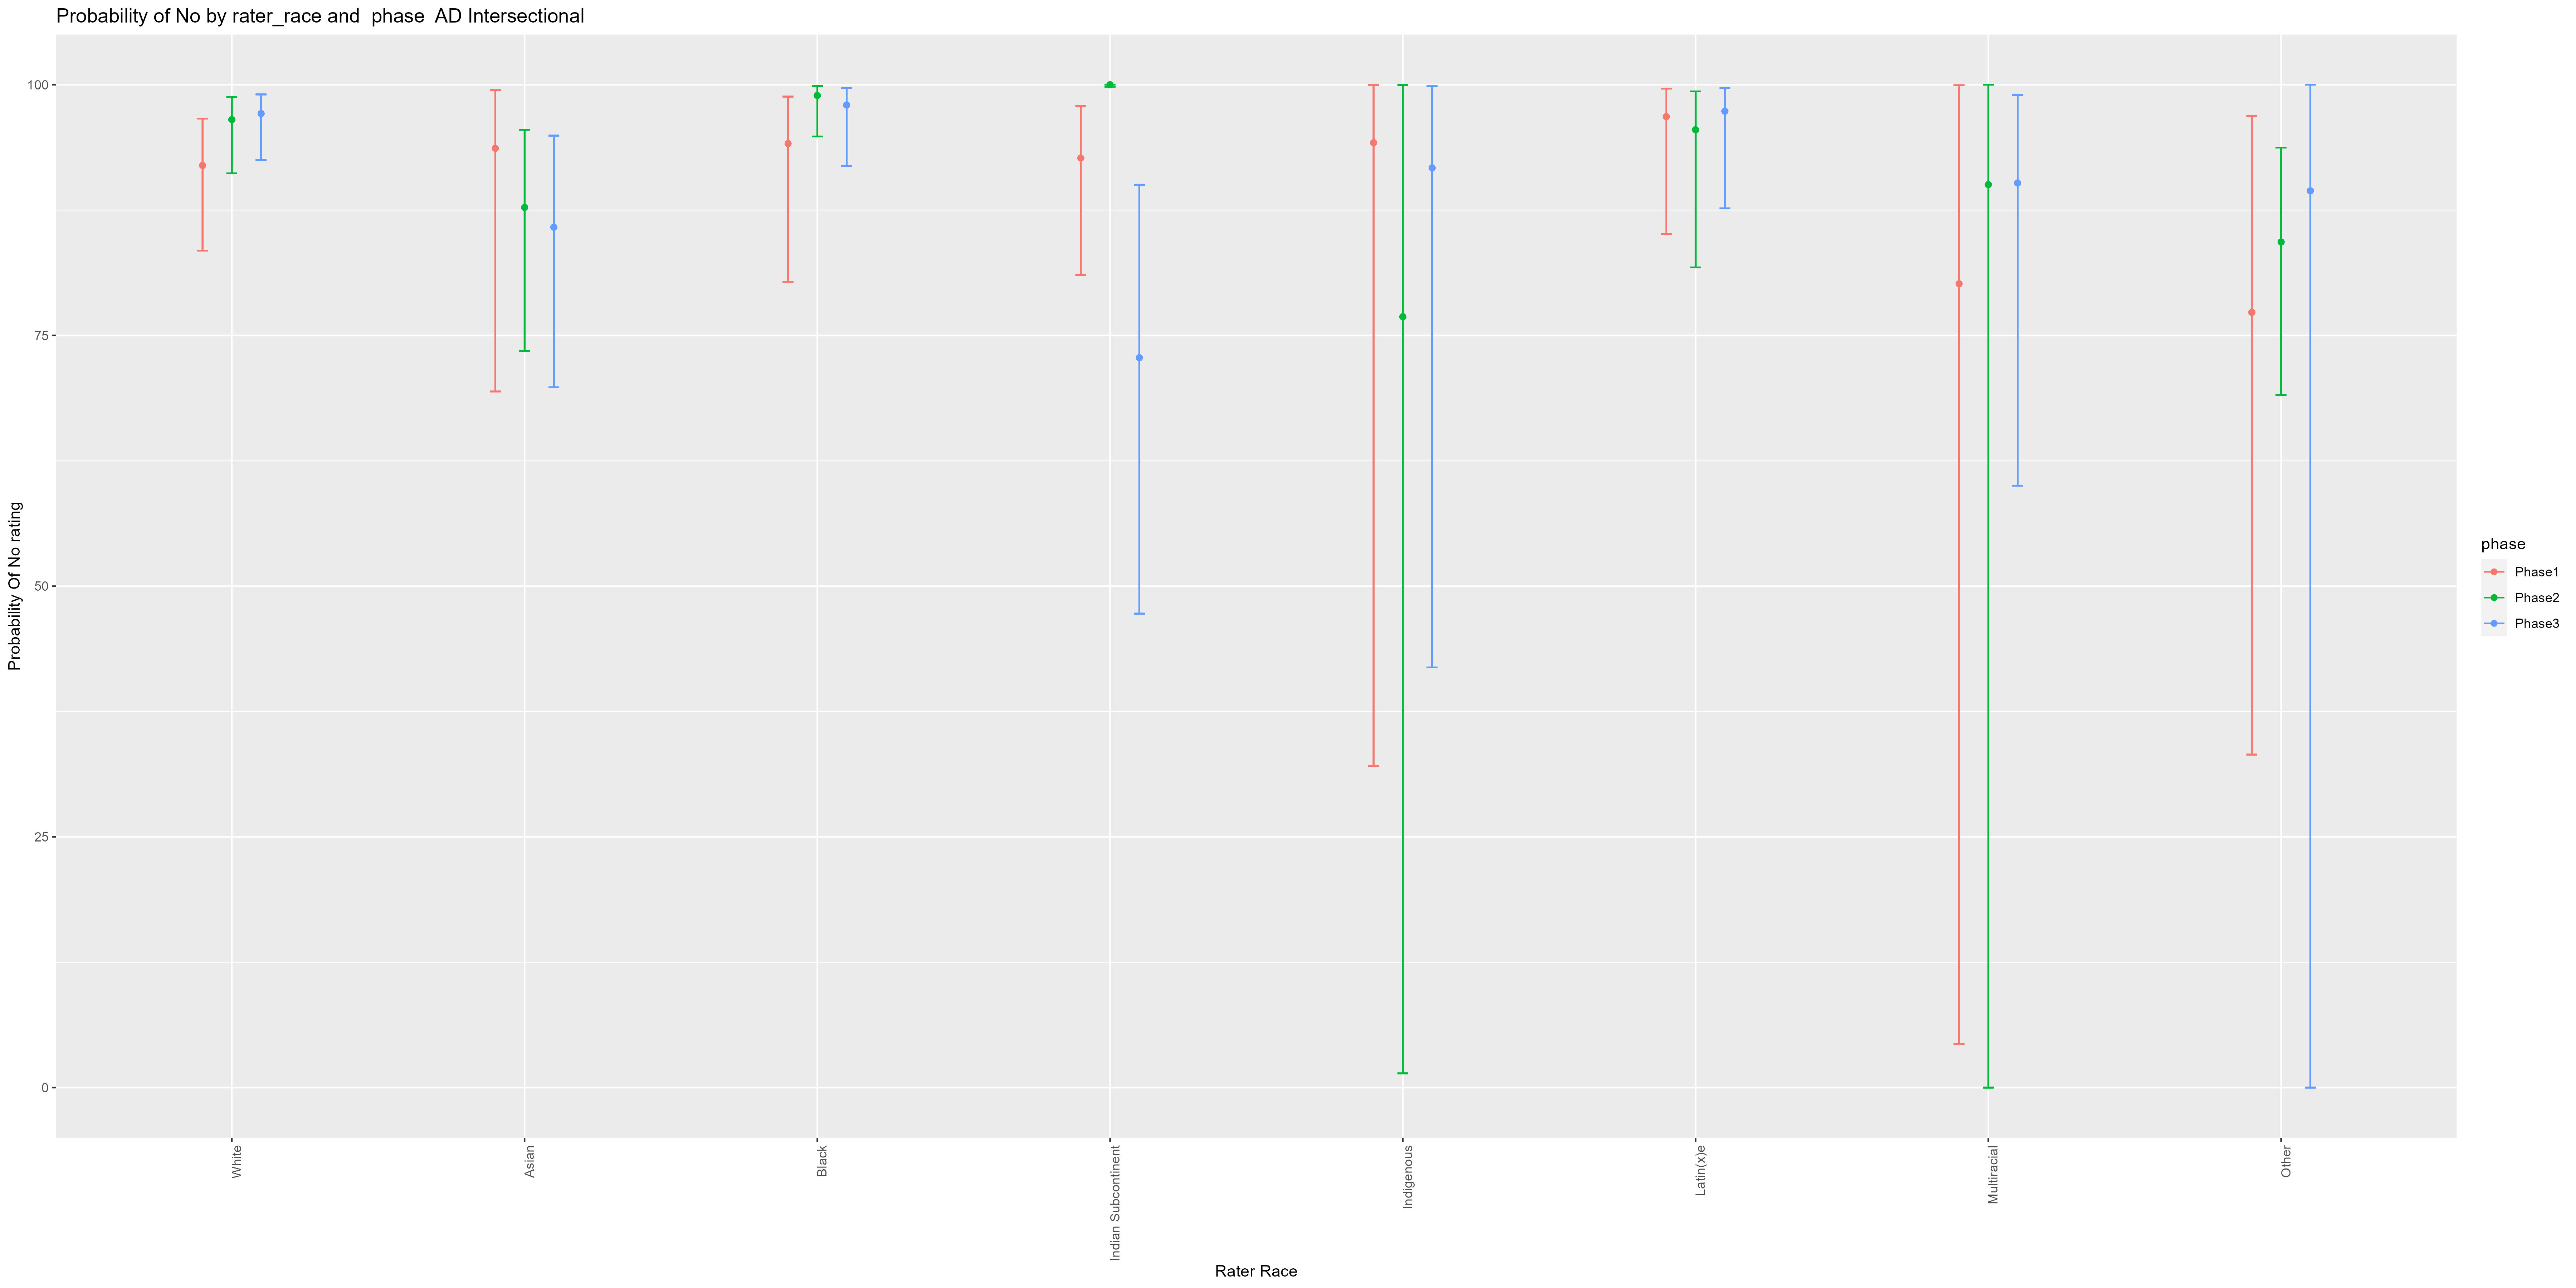 Probability of No by rater_race and  phase  AD Intersectional
Probability Of No rating
100
75
50
25
0
White
Asian
Black
Indian Subcontinent
Indigenous
Latin(x)e
Multiracial
Other
Rater Race
phase
Phase1
Phase2
Phase3